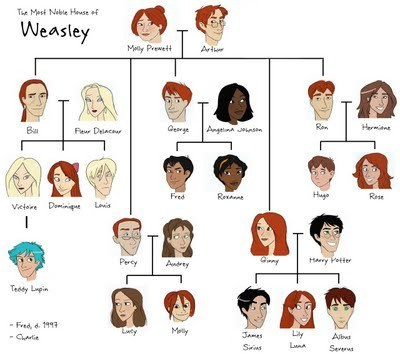 The Most Noble House of
Weasley
Molly Prewett
Arthur
Bill
Fleur Delacour
George
Angelina Johnson
Ron
Hermione
Victoire
Dominique
Louis
Fred
Roxanne
Hugo
Rose
Teddy Lupin
Percy
Audrey
Ginny
Harry Potter
Lucy
Molly
James
Sirius
Lily
Luna
Albus
Severus
- Fred, d. 1997
- Charlie